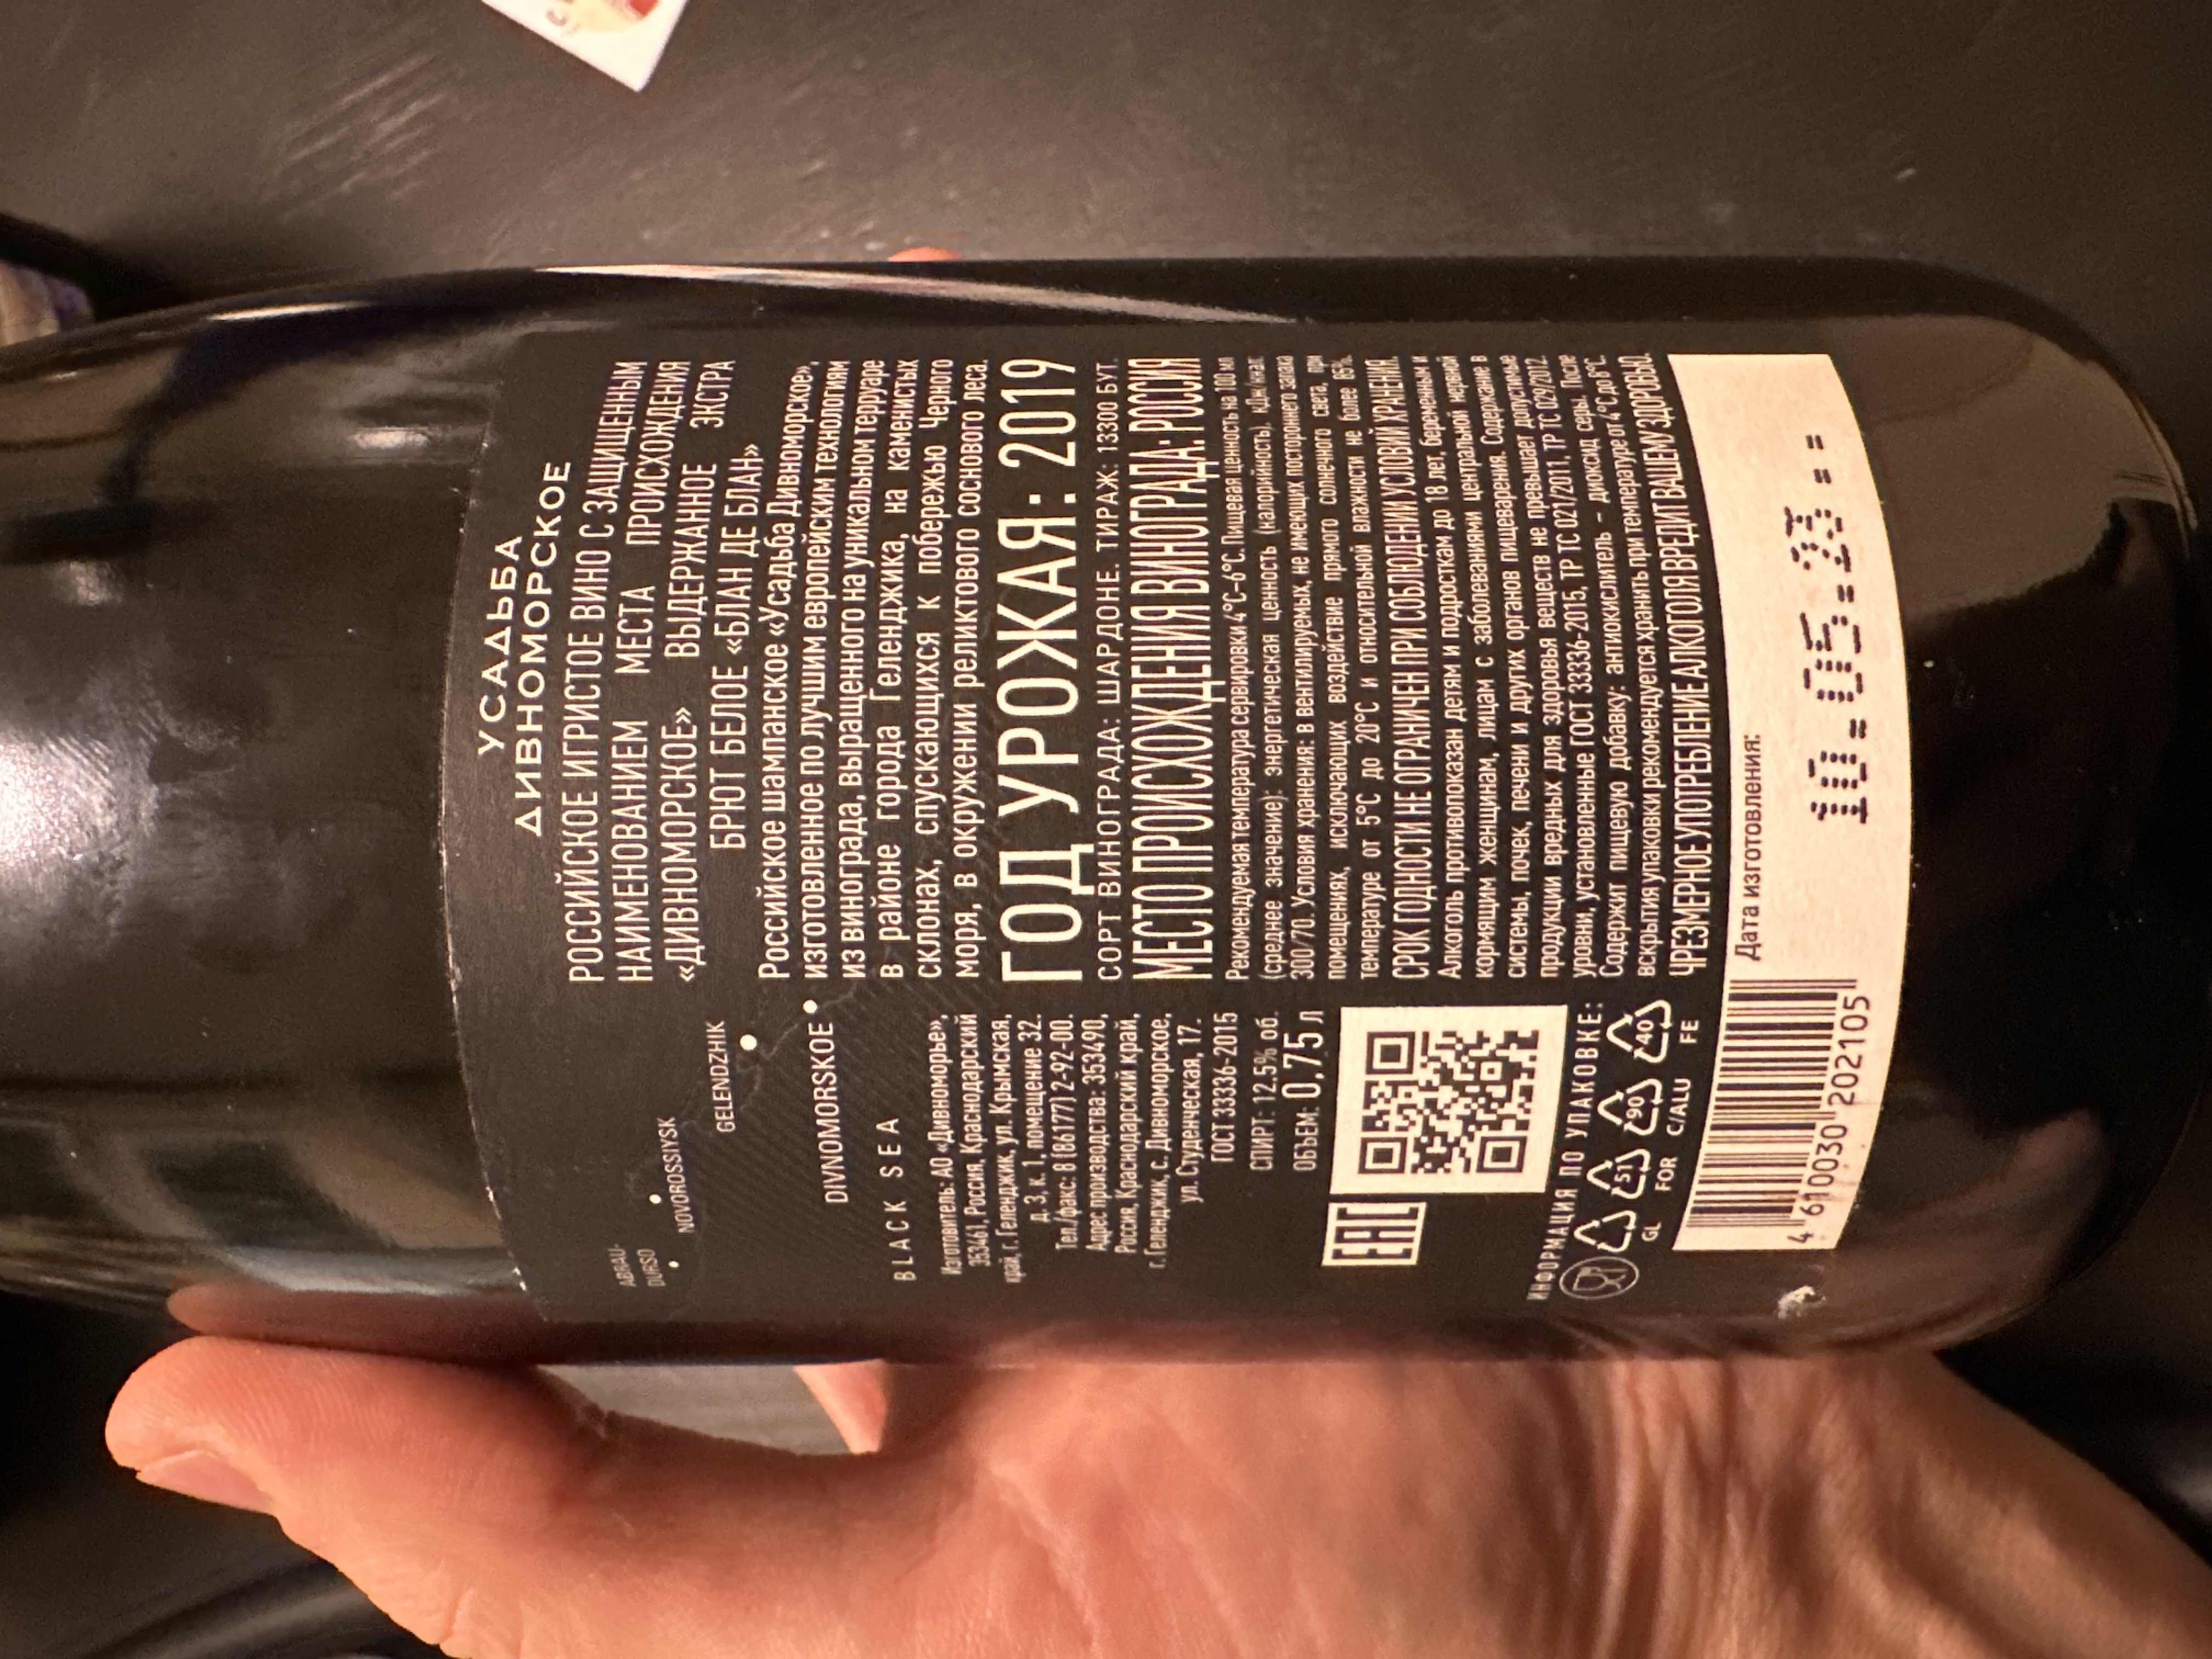 УСАДЬБА
ДИВНОМОРСКОЕ
РОССИЙСКОЕ ИГРИСТОЕ ВИНО С ЗАЩИЩЕННЫМ
НАИМЕНОВАНИЕМ МЕСТА ПРОИСХОЖДЕНИЯ
«ДИВНОМОРСКОЕ» ВЫДЕРЖАННОЕ ЭКСТРА
БРЮТ БЕЛОЕ «БЛАН ДЕ БЛАН»
Российское шампанское «Усадьба Дивноморское»,
изготовленное по лучшим европейским технологиям
из винограда, выращенного на уникальном терруаре
в районе города Геленджика, на каменистых
склонах, спускающихся к побережью Черного
моря, в окружении реликтового соснового леса.
ГОД УРОЖАЯ: 2019
СОРТ ВИНОГРАДА: ШАРДОНЕ. ТИРАЖ: 13300 БУТ.
МЕСТО ПРОИСХОЖДЕНИЯ ВИНОГРАДА: РОССИЯ
Рекомендуемая температура сервировки 4°С-6°С. Пищевая ценность на 100 мл
(среднее значение): энергетическая ценность (калорийность), кДж/ккал:
300/70. Условия хранения: в вентилируемых, не имеющих постороннего запаха
помещениях, исключающих воздействие прямого солнечного света, при
температуре от 5°С до 20°С и относительной влажности не более 85%.
СРОК ГОДНОСТИ НЕ ОГРАНИЧЕН ПРИ СОБЛЮДЕНИИ УСЛОВИЙ ХРАНЕНИЯ.
Алкоголь противопоказан детям и подросткам до 18 лет, беременным и
кормящим женщинам, лицам с заболеваниями центральной нервной
системы, почек, печени и других органов пищеварения. Содержание в
продукции вредных для здоровья веществ не превышает допустимые
уровни, установленные ГОСТ 33336-2015, ТР ТС 021/2011, ТР ТС 029/2012.
Содержит пищевую добавку: антиокислитель – диоксид серы. После
вскрытия упаковки рекомендуется хранить при температуре от 4°С до 6°С.
ЧРЕЗМЕРНОЕ УПОТРЕБЛЕНИЕ АЛКОГОЛЯ ВРЕДИТ ВАШЕМУ ЗДОРОВЬЮ.
ABRAU-
DURSO
NOVOROSSIYSK
GELENDZHIK
DIVNOMORSKOE
BLACK SEA
Изготовитель: АО «Дивноморье»,
353461, Россия, Краснодарский
край, г. Геленджик, ул. Крымская,
д. 3, к. 1, помещение 32.
Тел./факс: 8 (86177) 2-92-00.
Адрес производства: 353490,
Россия, Краснодарский край,
г. Геленджик, с. Дивноморское,
ул. Студенческая, 17.
ГОСТ 33336-2015
СПИРТ: 12.5% об.
ОБЪЕМ: 0,75 л
EAC
ИНФОРМАЦИЯ ПО УПАКОВКЕ:
51 90 40
GL FOR C/ALU FE
4 610030 202105
Дата изготовления:
10.05.23